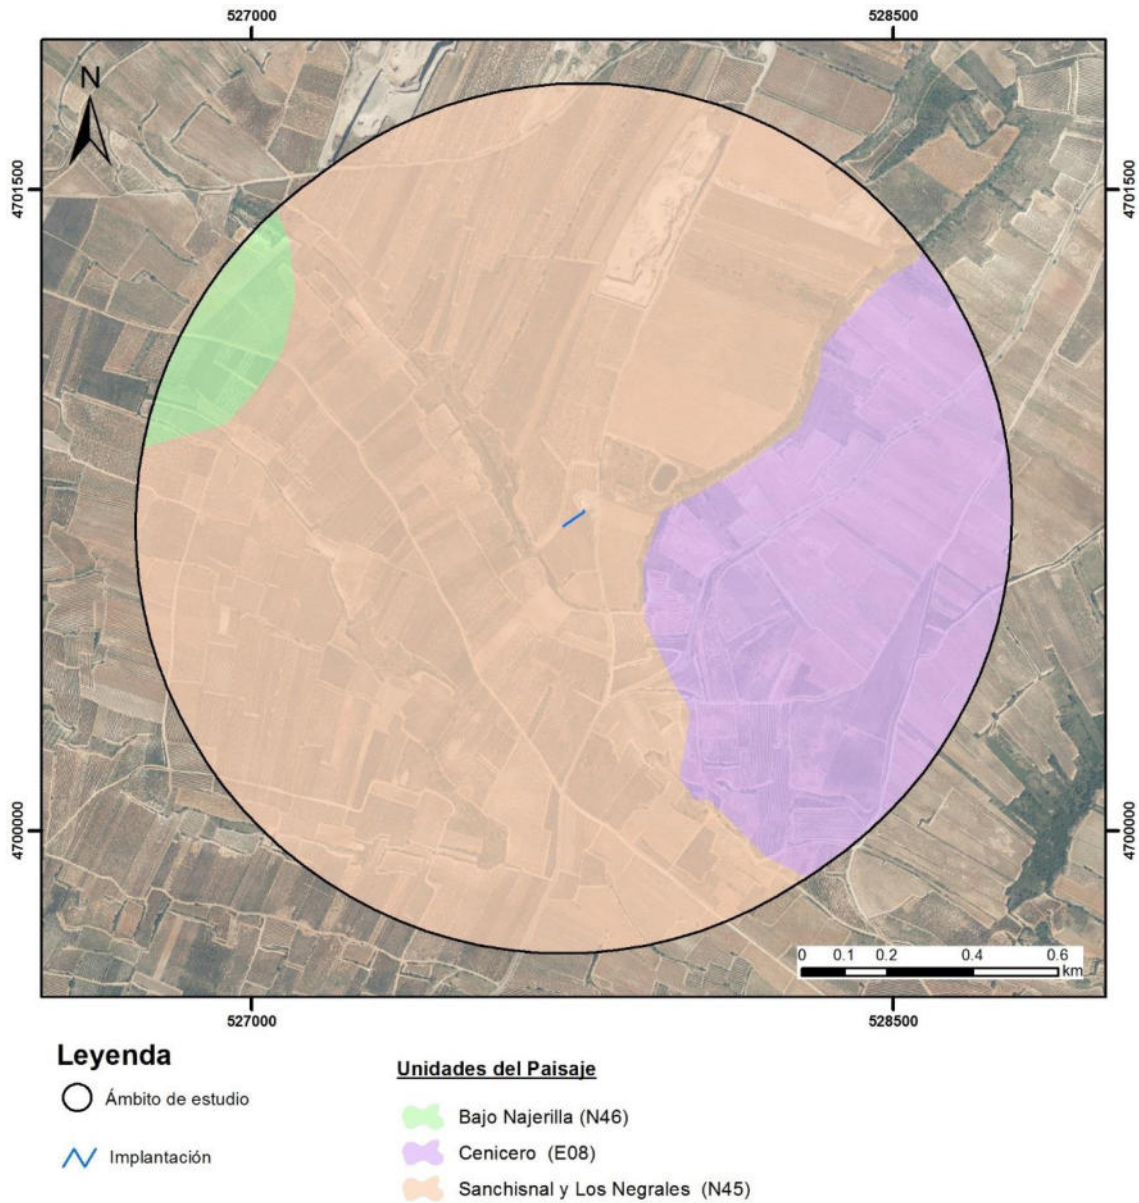 527000 528500
N
4701500 4701500
4700000 4700000
0 0.1 0.2 0.4 0.6
km
527000 528500
Leyenda
Ámbito de estudio
Implantación
Unidades del Paisaje
Bajo Najerilla (N46)
Cenicero (E08)
Sanchisnal y Los Negrales (N45)